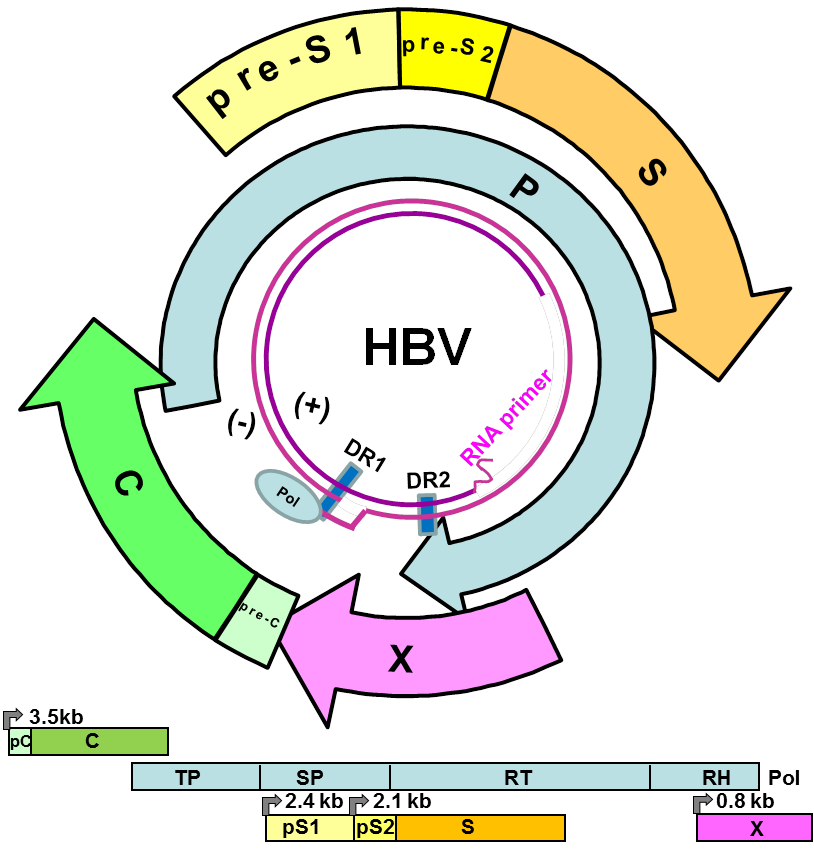 pre-S1
pre-S2
S
P
HBV
RNA primer
(+)
(-)
DR1
DR2
Pol
C
pre-C
X
3.5kb
pC
C
TP
SP
RT
RH
Pol
2.4 kb
2.1 kb
0.8 kb
pS1
pS2
S
X